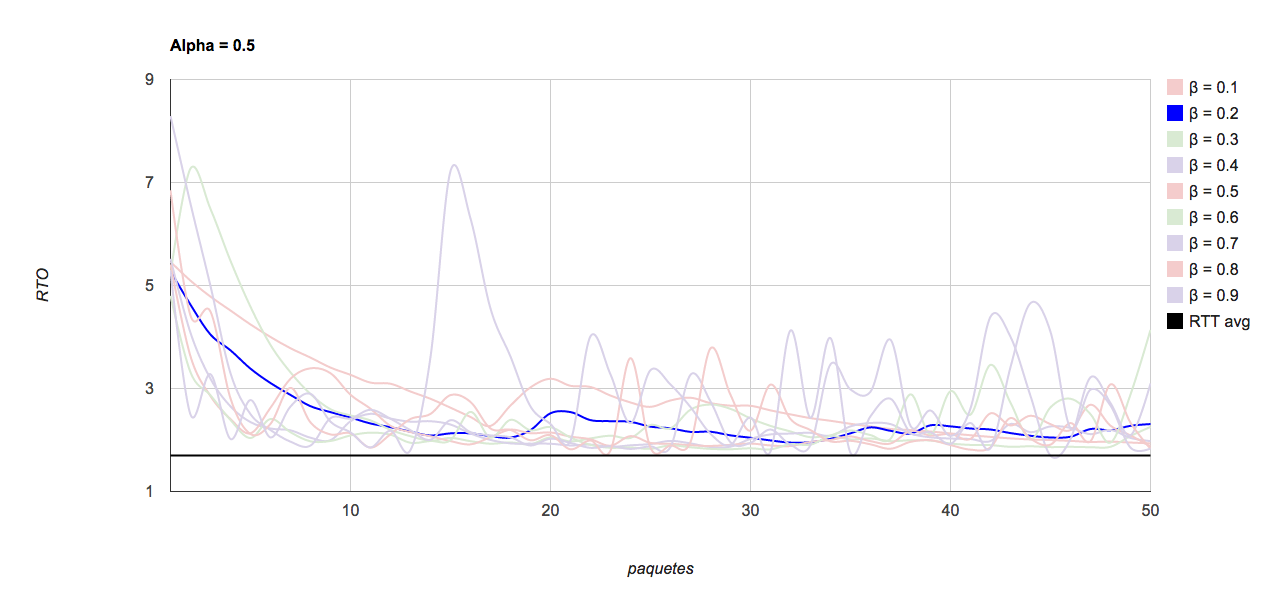 Alpha = 0.5
9
7
5
3
1
RTO
10
20
30
40
50
paquetes
β = 0.1
β = 0.2
β = 0.3
β = 0.4
β = 0.5
β = 0.6
β = 0.7
β = 0.8
β = 0.9
RTT avg